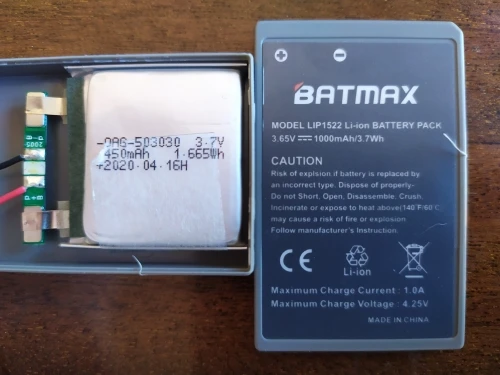 -QAG-503030 3.7V
450mAh 1.665Wh
+2020.04.16H
BATMAX
MODEL LIP1522 Li-ion BATTERY PACK
3.65V 1000mAh/3.7Wh
CAUTION
Risk of explsion if battery is replaced by
an incorrect type. Dispose of Properly-
Do not Short, Open, Disassemble, Crush,
Incinerate or expose to heat above(140°F/60°C)
may cause a risk of fire or explosion.
Follow Manufacturer's Instruction.
CE
Li-ion
Maximum Charge Current : 1.0A
Maximum Charge Voltage : 4.25V
MADE IN CHINA